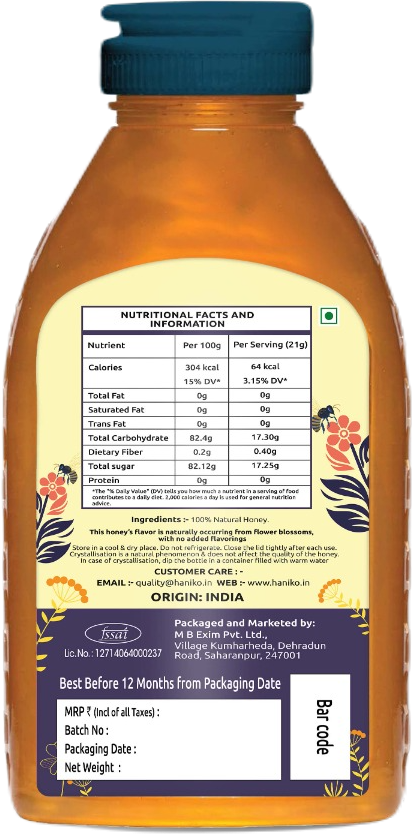 NUTRITIONAL FACTS AND
INFORMATION
Nutrient Per 100g Per Serving (21g)
Calories 304 kcal 64 kcal
15% DV* 3.15% DV*
Total Fat 0g 0g
Saturated Fat 0g 0g
Trans Fat 0g 0g
Total Carbohydrate 82.4g 17.30g
Dietary Fiber 0.2g 0.40g
Total sugar 82.12g 17.25g
Protein 0g 0g
*The "% Daily Value" (DV) tells you how much a nutrient in a serving of food
contributes to a daily diet. 2,000 calories a day is used for general nutrition
advice.
Ingredients :- 100% Natural Honey.
This honey's flavor is naturally occurring from flower blossoms,
with no added flavorings
Store in a cool & dry place. Do not refrigerate. Close the lid tightly after each use.
Crystallisation is a natural phenomenon & does not affect the quality of the honey.
In case of crystallisation, dip the bottle in a container filled with warm water
CUSTOMER CARE : -
EMAIL :- quality@haniko.in WEB :- www.haniko.in
ORIGIN: INDIA
fssai
Lic.No.: 12714064000237
Packaged and Marketed by:
M B Exim Pvt. Ltd.,
Village Kumharheda, Dehradun
Road, Saharanpur, 247001
Best Before 12 Months from Packaging Date
MRP ₹ (Incl of all Taxes) :
Batch No :
Packaging Date :
Net Weight :
Bar code